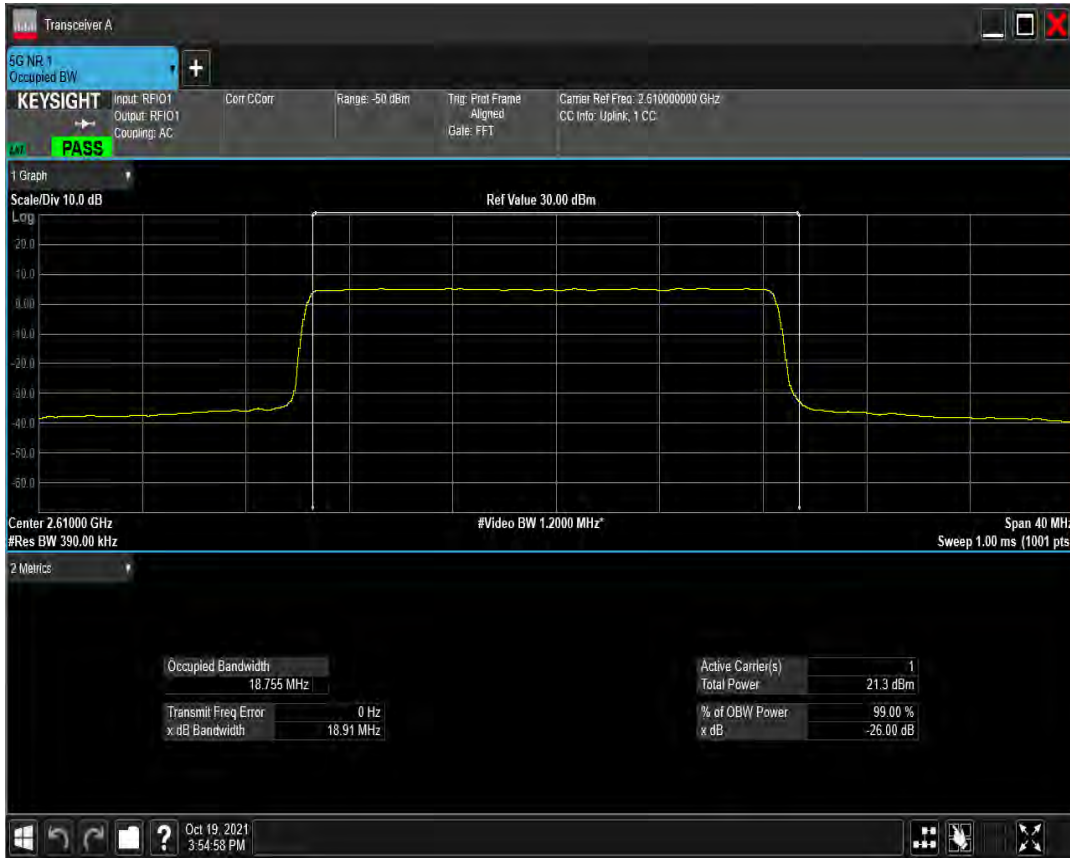 Transceiver A
5G NR 1
Occupied BW
KEYSIGHT
PASS
Input: RFIO1
Output: RFIO1
Coupling: AC
Corr CCorr
Range: -50 dBm
Trig: Prot Frame
Aligned
Gate: FFT
Carrier Ref Freq: 2.610000000 GHz
CC Info: Uplink, 1 CC
1 Graph
Scale/Div 10.0 dB
Ref Value 30.00 dBm
Log
20.0
10.0
0.00
-10.0
-20.0
-30.0
-40.0
-50.0
-60.0
Center 2.61000 GHz
#Video BW 1.2000 MHz*
Span 40 MHz
#Res BW 390.00 kHz
Sweep 1.00 ms (1001 pts
2 Metrics
Occupied Bandwidth
18.755 MHz
Transmit Freq Error 0 Hz
x dB Bandwidth 18.91 MHz
Active Carrier(s) 1
Total Power 21.3 dBm
% of OBW Power 99.00 %
x dB -26.00 dB
?
Oct 19, 2021
3:54:58 PM